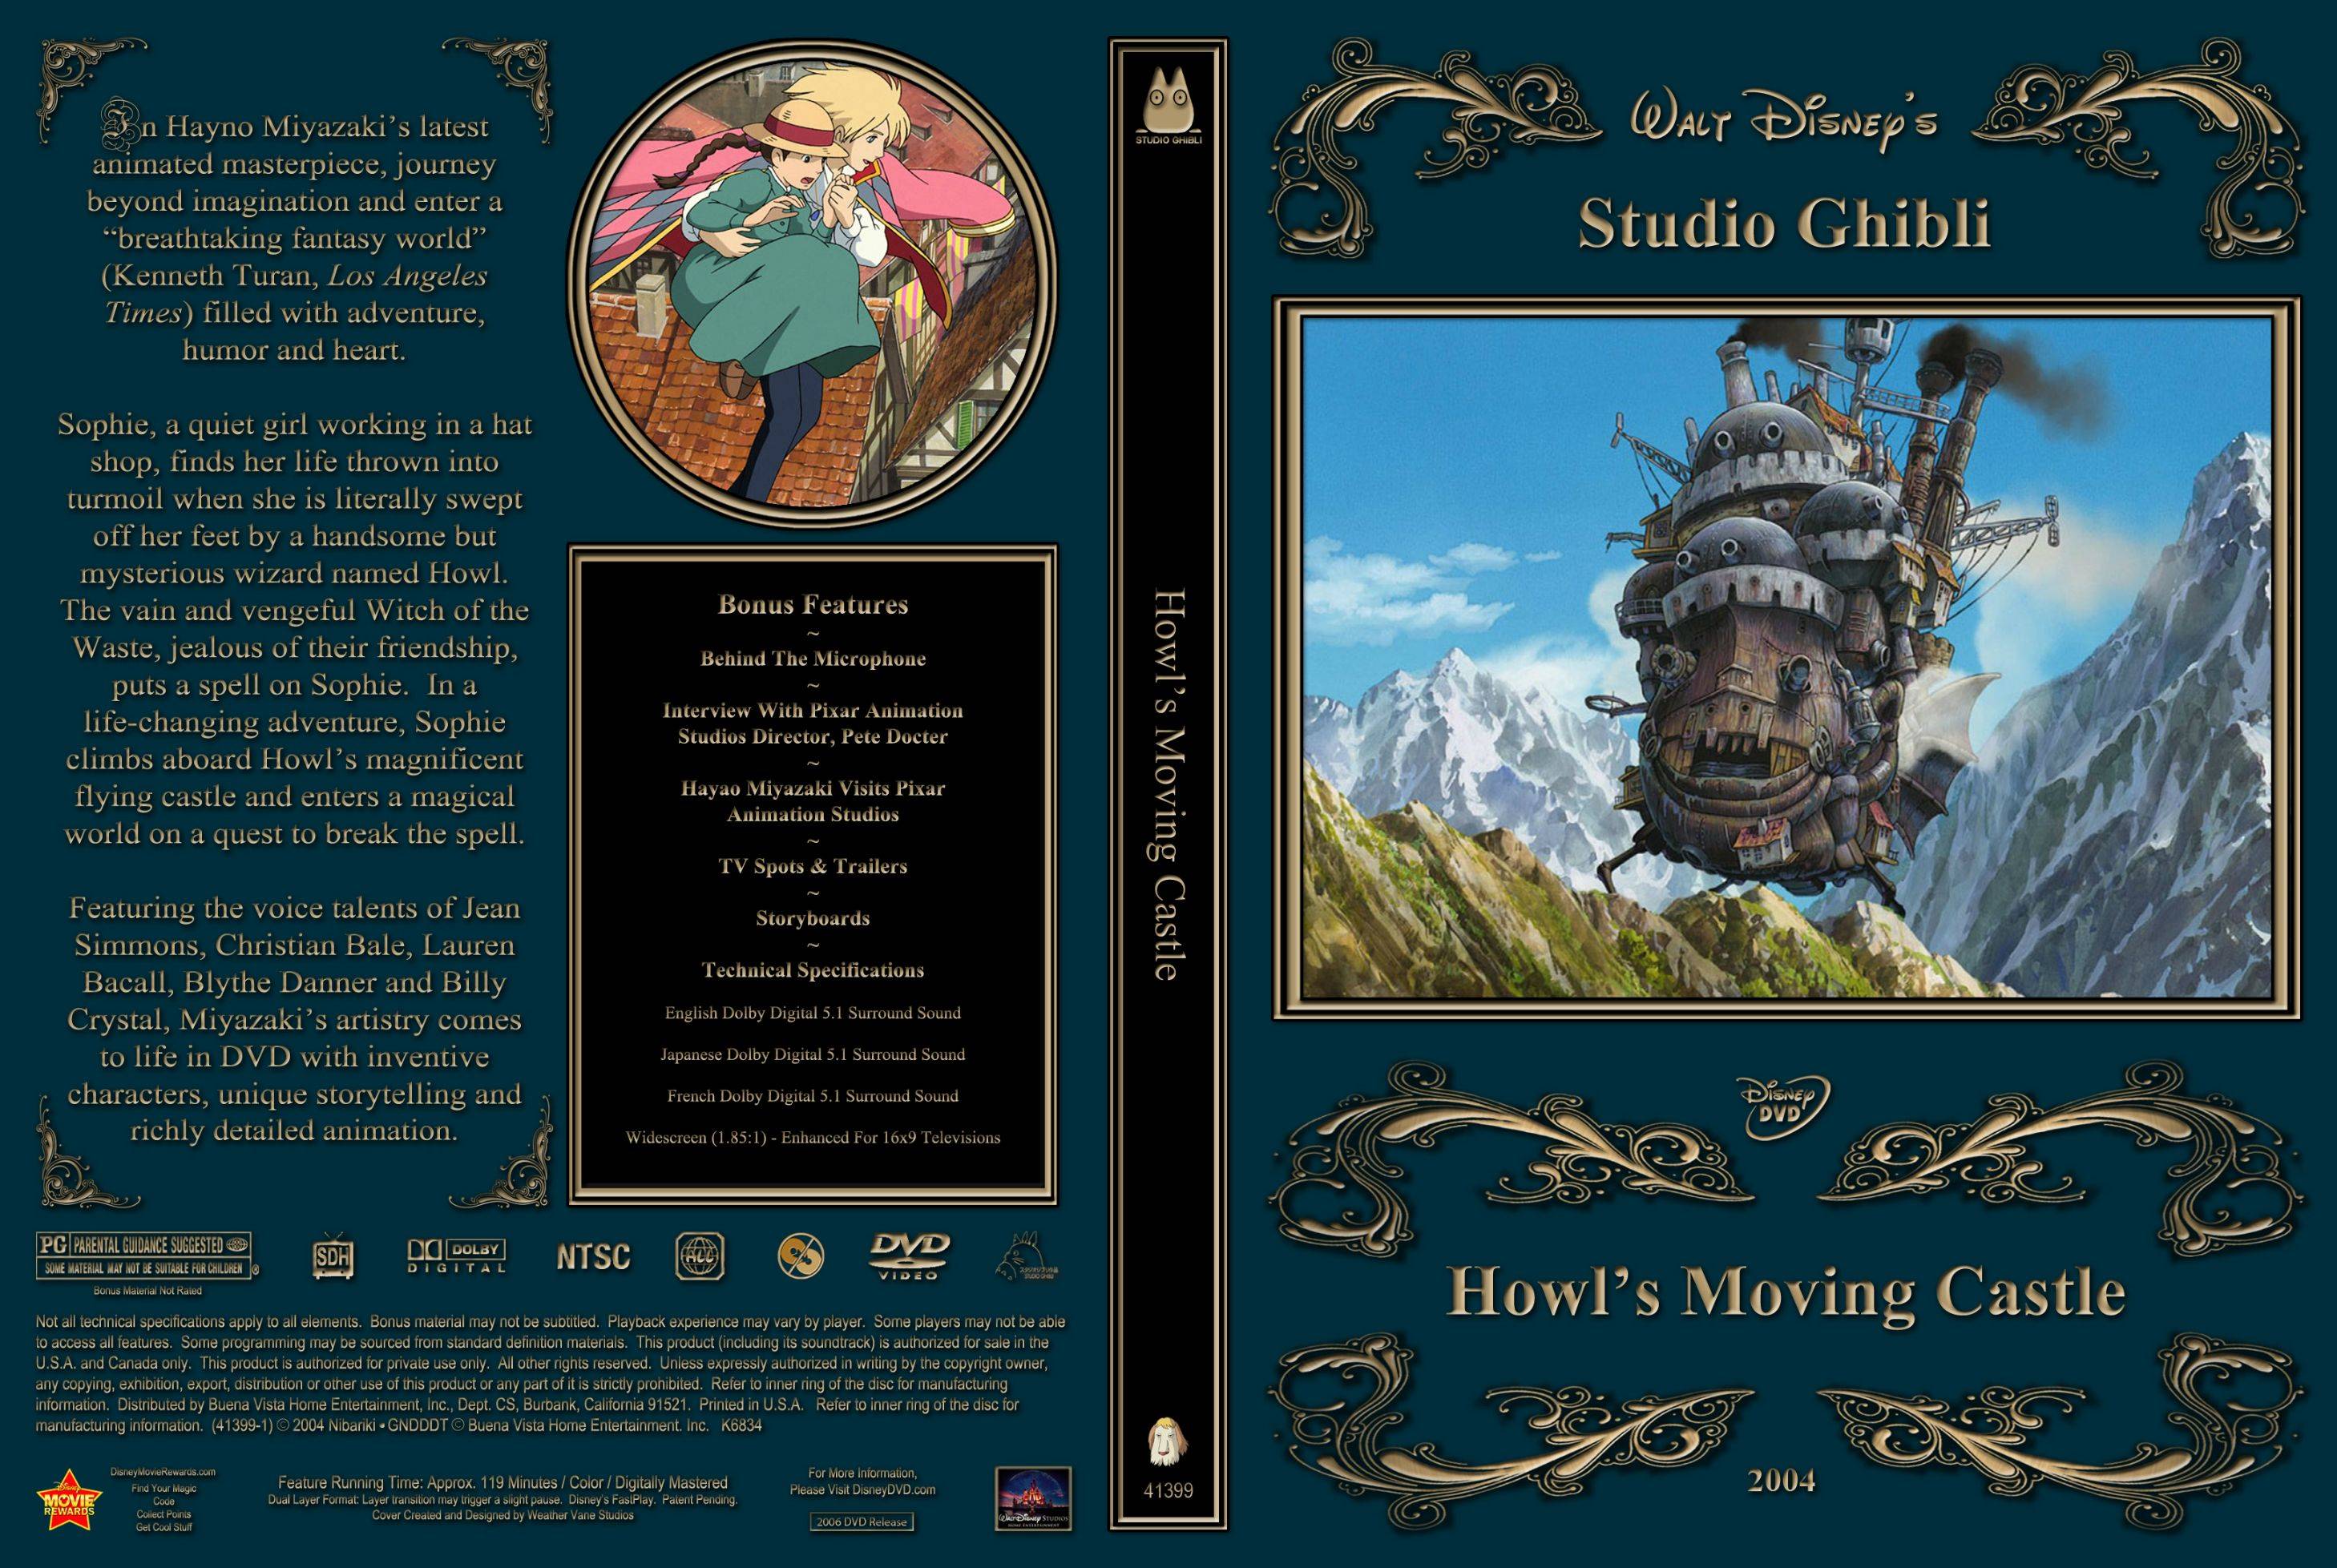 In Hayno Miyazaki's latest
animated masterpiece, journey
beyond imagination and enter a
“breathtaking fantasy world”
(Kenneth Turan, Los Angeles
Times) filled with adventure,
humor and heart.
Sophie, a quiet girl working in a hat
shop, finds her life thrown into
turmoil when she is literally swept
off her feet by a handsome but
mysterious wizard named Howl.
The vain and vengeful Witch of the
Waste, jealous of their friendship,
puts a spell on Sophie.  In a
life-changing adventure, Sophie
climbs aboard Howl's magnificent
flying castle and enters a magical
world on a quest to break the spell.
Featuring the voice talents of Jean
Simmons, Christian Bale, Lauren
Bacall, Blythe Danner and Billy
Crystal, Miyazaki's artistry comes
to life in DVD with inventive
characters, unique storytelling and
richly detailed animation.
Bonus Features
~
Behind The Microphone
~
Interview With Pixar Animation
Studios Director, Pete Docter
~
Hayao Miyazaki Visits Pixar
Animation Studios
~
TV Spots & Trailers
~
Storyboards
~
Technical Specifications
English Dolby Digital 5.1 Surround Sound
Japanese Dolby Digital 5.1 Surround Sound
French Dolby Digital 5.1 Surround Sound
Widescreen (1.85:1) - Enhanced For 16x9 Televisions
PG PARENTAL GUIDANCE SUGGESTED
SOME MATERIAL MAY NOT BE SUITABLE FOR CHILDREN ®
Bonus Material Not Rated
SDH
DOLBY
DIGITAL
NTSC
ALL
DVD
VIDEO
STUDIO GHIBLI
Not all technical specifications apply to all elements.  Bonus material may not be subtitled.  Playback experience may vary by player.  Some players may not be able
to access all features.  Some programming may be sourced from standard definition materials.  This product (including its soundtrack) is authorized for sale in the
U.S.A. and Canada only.  This product is authorized for private use only.  All other rights reserved.  Unless expressly authorized in writing by the copyright owner,
any copying, exhibition, export, distribution or other use of this product or any part of it is strictly prohibited.  Refer to inner ring of the disc for manufacturing
information.  Distributed by Buena Vista Home Entertainment, Inc., Dept. CS, Burbank, California 91521.  Printed in U.S.A.   Refer to inner ring of the disc for
manufacturing information.  (41399-1) © 2004 Nibariki • GNDDDT © Buena Vista Home Entertainment. Inc.   K6834
Disney
MOVIE
REWARDS
DisneyMovieRewards.com
Find Your Magic
Code
Collect Points
Get Cool Stuff
Feature Running Time: Approx. 119 Minutes / Color / Digitally Mastered
Dual Layer Format: Layer transition may trigger a slight pause.  Disney's FastPlay.  Patent Pending.
Cover Created and Designed by Weather Vane Studios
For More Information,
Please Visit DisneyDVD.com
2006 DVD Release
Walt Disney Studios
HOME ENTERTAINMENT
STUDIO GHIBLI
Howl's Moving Castle
41399
Walt Disney's
Studio Ghibli
Disney
DVD
Howl's Moving Castle
2004